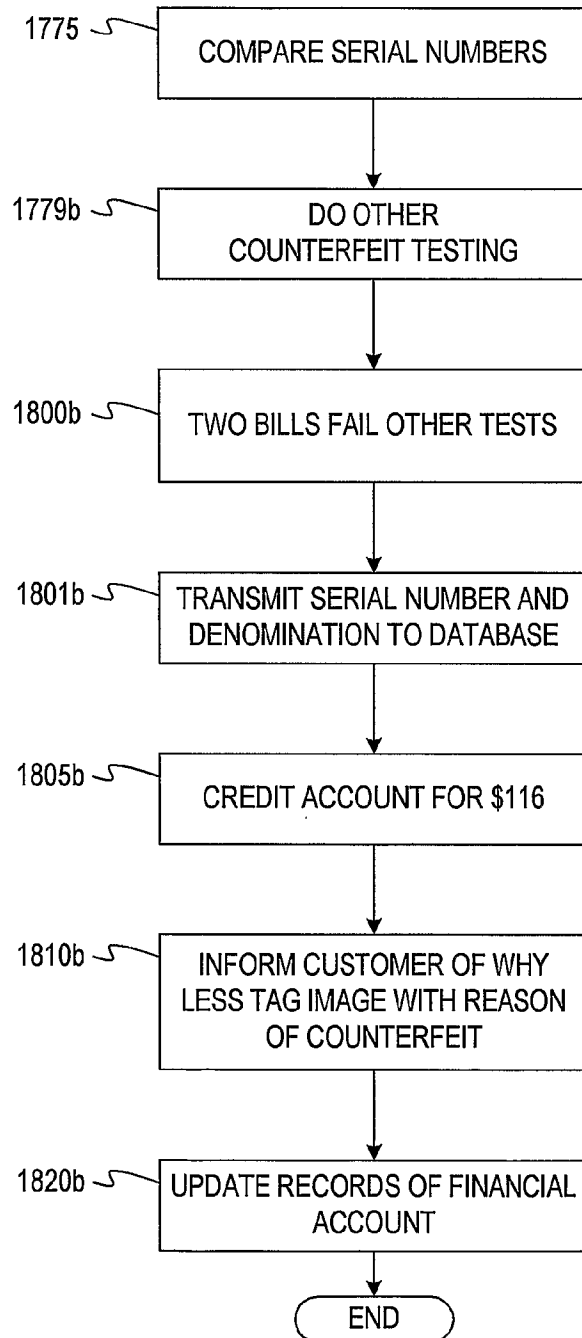 1775
COMPARE SERIAL NUMBERS
1779b
DO OTHER
COUNTERFEIT TESTING
1800b
TWO BILLS FAIL OTHER TESTS
1801b
TRANSMIT SERIAL NUMBER AND
DENOMINATION TO DATABASE
1805b
CREDIT ACCOUNT FOR $116
1810b
INFORM CUSTOMER OF WHY
LESS TAG IMAGE WITH REASON
OF COUNTERFEIT
1820b
UPDATE RECORDS OF FINANCIAL
ACCOUNT
END